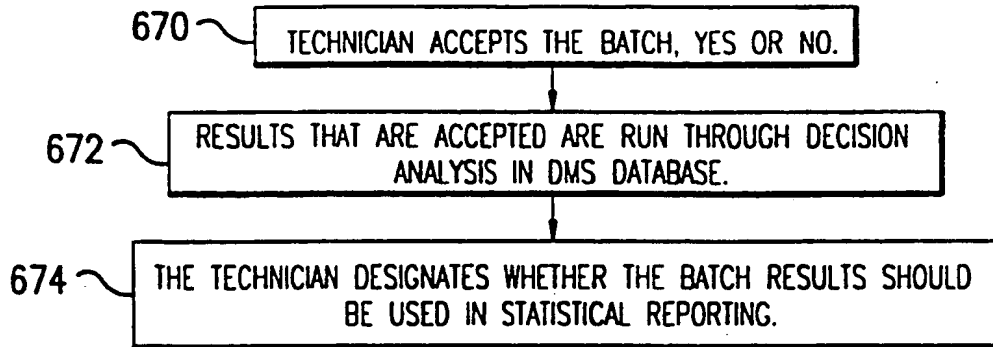 670
TECHNICIAN ACCEPTS THE BATCH, YES OR NO.
672
RESULTS THAT ARE ACCEPTED ARE RUN THROUGH DECISION
ANALYSIS IN DMS DATABASE.
674
THE TECHNICIAN DESIGNATES WHETHER THE BATCH RESULTS SHOULD
BE USED IN STATISTICAL REPORTING.